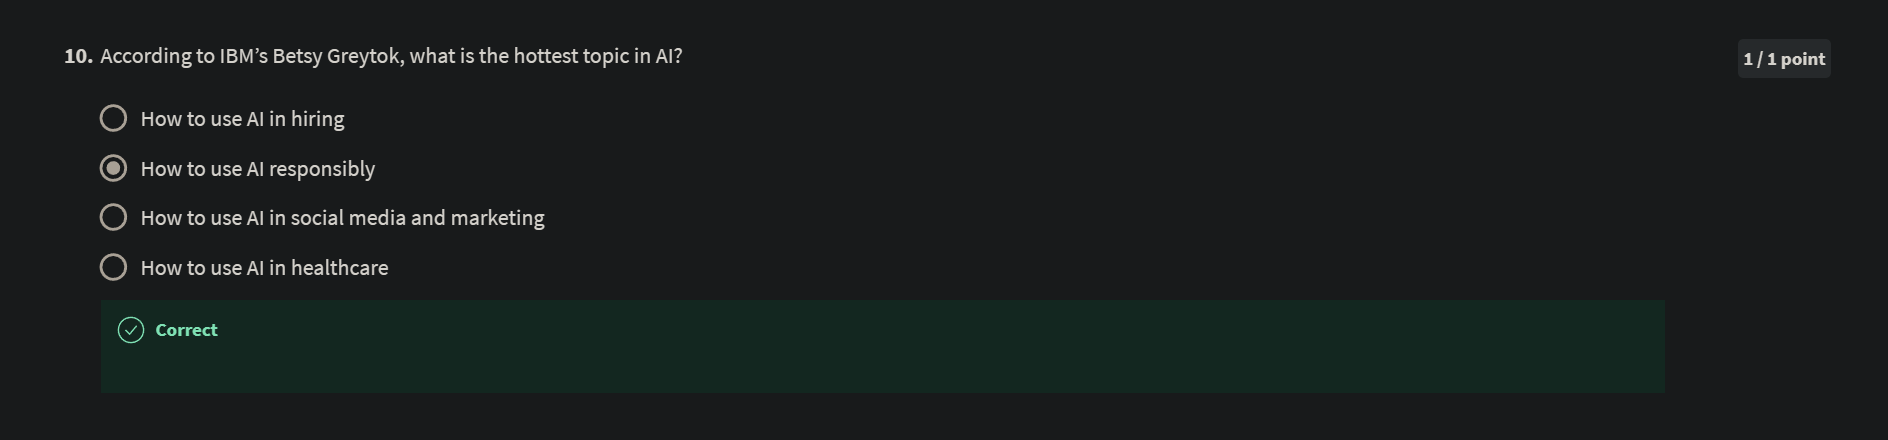 10. According to IBM’s Betsy Greytok, what is the hottest topic in AI?
1 / 1 point
How to use AI in hiring
How to use AI responsibly
How to use AI in social media and marketing
How to use AI in healthcare
Correct